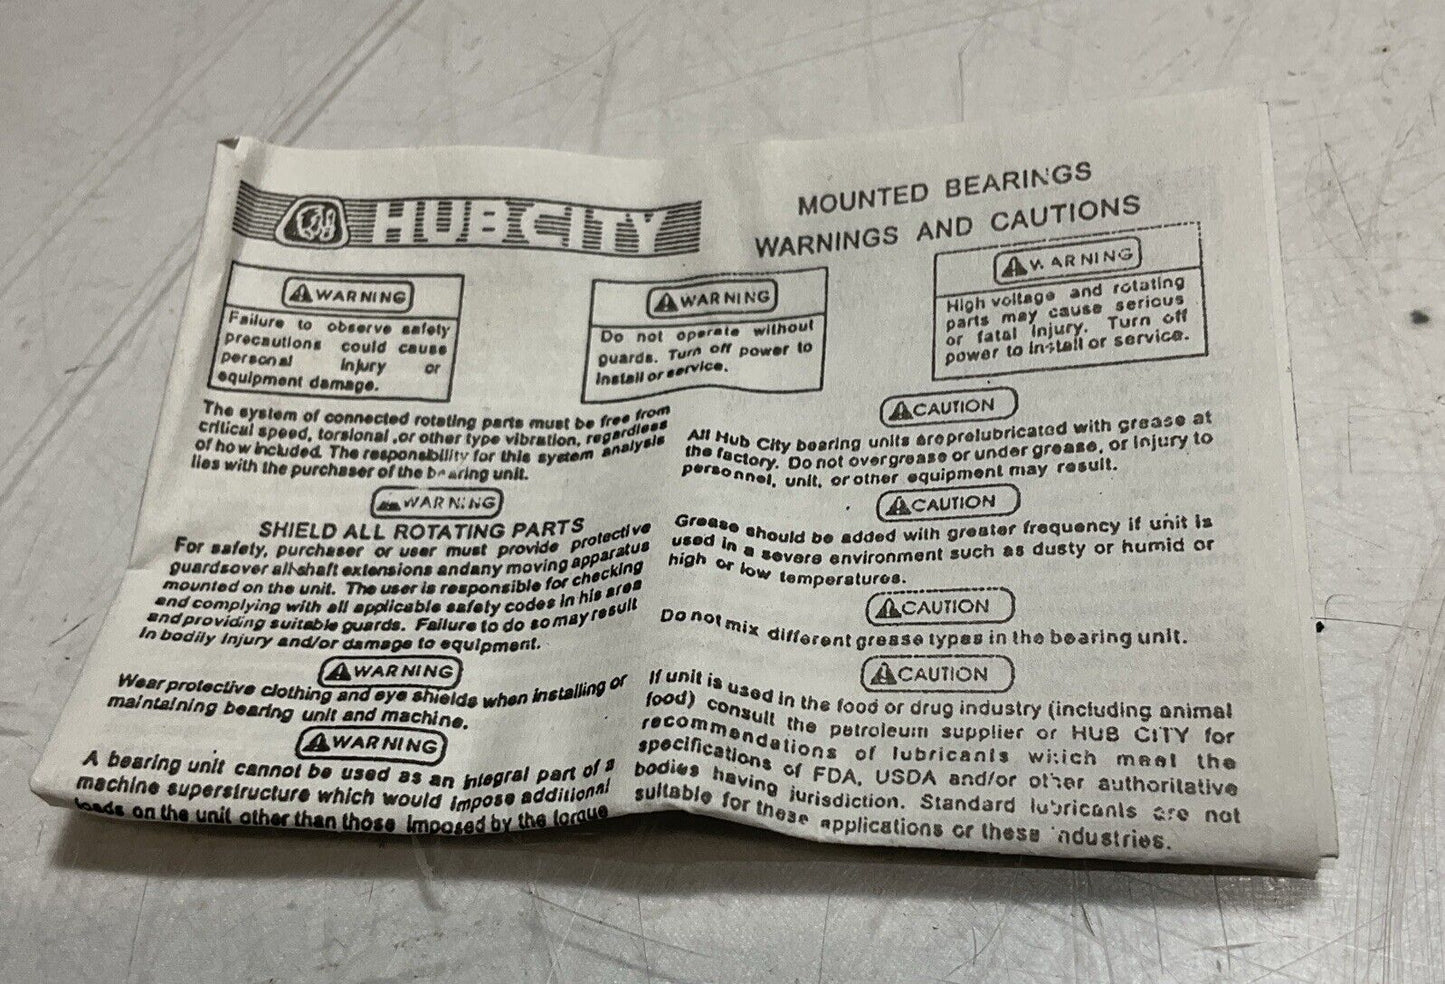 HUB CITY
MOUNTED BEARINGS
WARNINGS AND CAUTIONS
WARNING
Failure to observe safety
precautions could cause
personal injury or
equipment damage.
WARNING
Do not operate without
guards. Turn off power to
install or service.
WARNING
High voltage and rotating
parts may cause serious
or fatal injury. Turn off
power to install or service.
The system of connected rotating parts must be free from
critical speed, torsional ,or other type vibration, regardless
of how included. The responsibility for this system analysis
lies with the purchaser of the bearing unit.
WARNING
SHIELD ALL ROTATING PARTS
For safety, purchaser or user must provide protective
guardsover all-shaft extensions andany moving apparatus
mounted on the unit. The user is responsible for checking
and complying with all applicable safety codes in his area
and providing suitable guards. Failure to do so may result
in bodily injury and/or damage to equipment.
WARNING
Wear protective clothing and eye shields when installing or
maintaining bearing unit and machine.
WARNING
A bearing unit cannot be used as an integral part of a
machine superstructure which would impose additional
loads on the unit other than those imposed by the torque
CAUTION
All Hub City bearing units are prelubricated with grease at
the factory. Do not over grease or under grease, or injury to
personnel, unit, or other equipment may result.
CAUTION
Grease should be added with greater frequency if unit is
used in a severe environment such as dusty or humid or
high or low temperatures.
CAUTION
Do not mix different grease types in the bearing unit.
CAUTION
If unit is used in the food or drug industry (including animal
food) consult the petroleum supplier or HUB CITY for
recommendations of lubricants which meet the
specifications of FDA, USDA and/or other authoritative
bodies having jurisdiction. Standard lubricants are not
suitable for these applications or these industries.